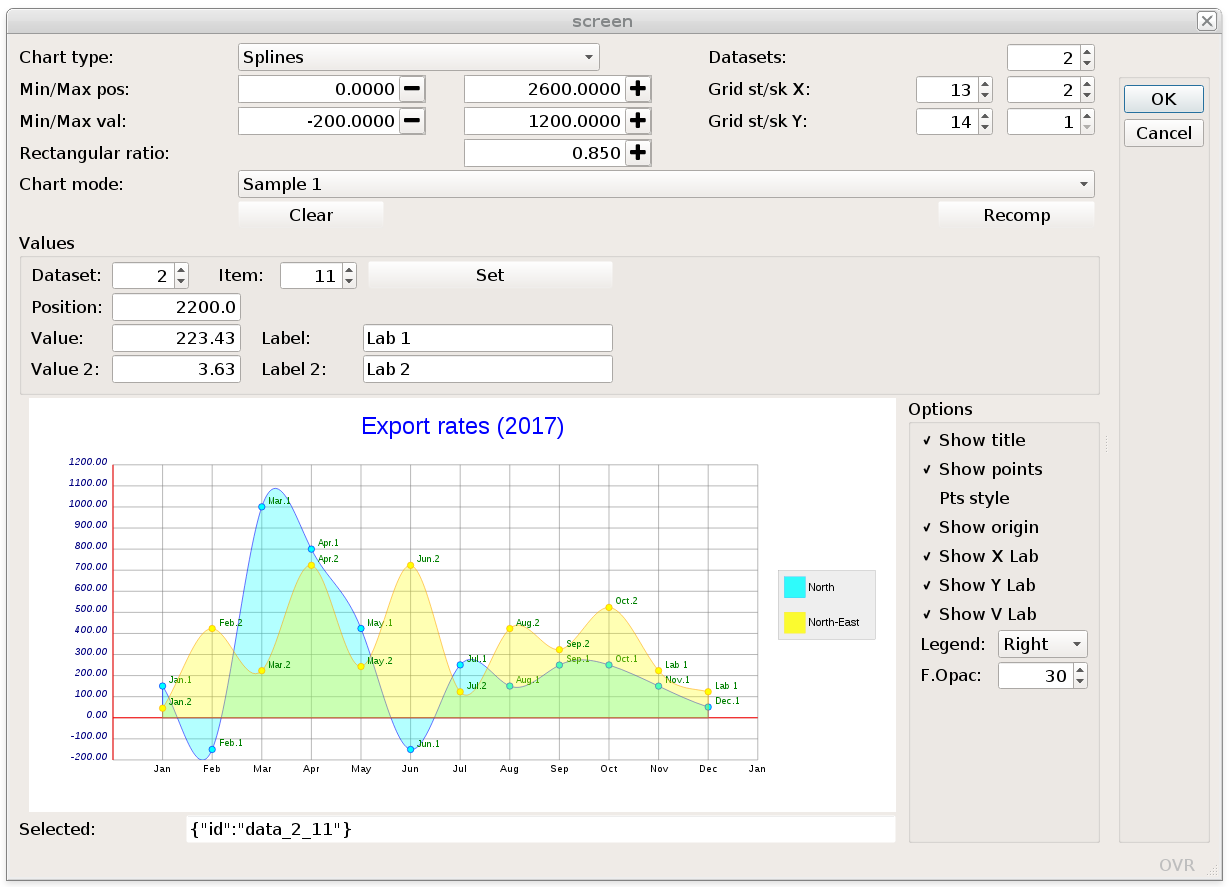 screen
Chart type: Splines Datasets: 2
Min/Max pos: 0.0000 2600.0000 Grid st/sk X: 13 2
OK
Min/Max val: -200.0000 1200.0000 Grid st/sk Y: 14 1
Cancel
Rectangular ratio: 0.850
Chart mode: Sample 1
Clear Recomp
Values
Dataset: 2 Item: 11 Set
Position: 2200.0
Value: 223.43 Label: Lab 1
Value 2: 3.63 Label 2: Lab 2
Export rates (2017)
1200.00
1100.00
1000.00
900.00
800.00
700.00
600.00
500.00
400.00
300.00
200.00
100.00
0.00
-100.00
-200.00
Mar.1
Apr.1
Apr.2
Jun.2
Oct.2
Feb.2
May.1
Aug.2
Sep.2
Mar.2
May.2
Jul.1
Sep.1
Oct.1
Lab 1
Jan.1
Jul.2
Aug.1
Nov.1
Lab 1
Jan.2
Dec.1
Feb.1
Jun.1
Jan Feb Mar Apr May Jun Jul Aug Sep Oct Nov Dec Jan
North
North-East
Options
Show title
Show points
Pts style
Show origin
Show X Lab
Show Y Lab
Show V Lab
Legend: Right
F.Opac: 30
Selected: {"id":"data_2_11"}
OVR